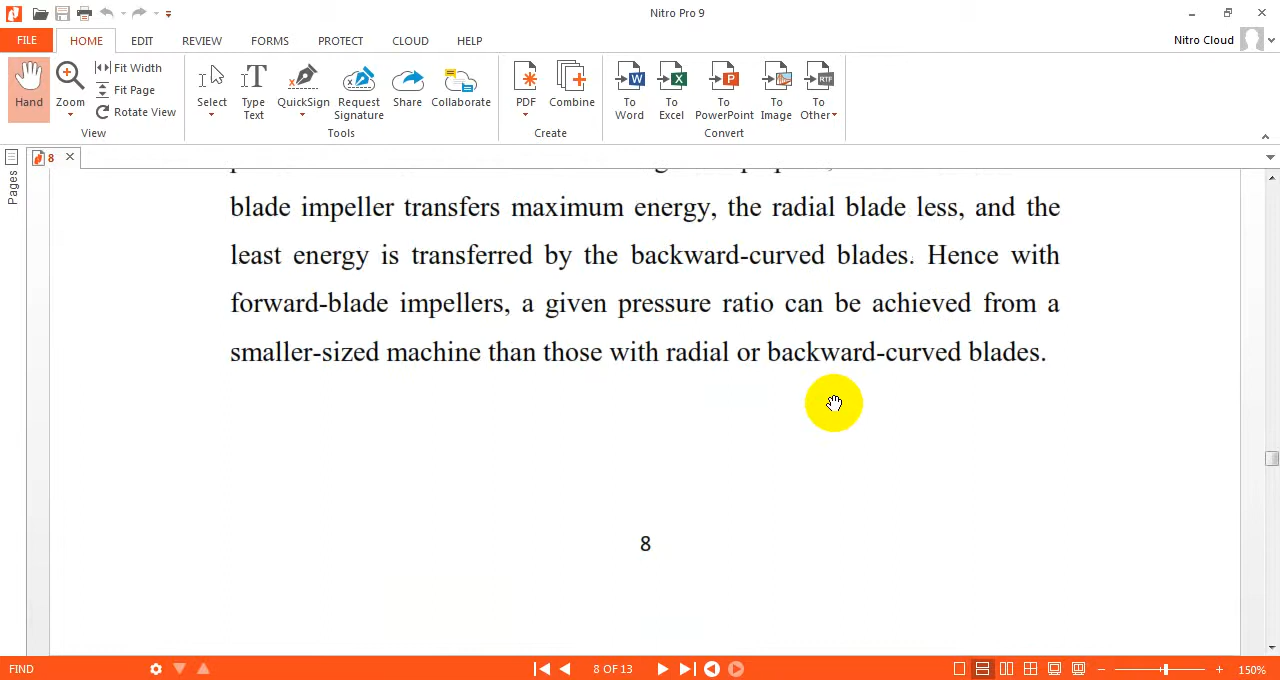 Nitro Pro 9
FILE HOME EDIT REVIEW FORMS PROTECT CLOUD HELP
Nitro Cloud
Hand
Zoom
Fit Width
Fit Page
Rotate View
View
Select
Type Text
QuickSign
Request Signature
Share
Collaborate
Tools
PDF
Combine
Create
To Word
To Excel
To PowerPoint
To Image
To Other
Convert
8
Pages
blade impeller transfers maximum energy, the radial blade less, and the
least energy is transferred by the backward-curved blades. Hence with
forward-blade impellers, a given pressure ratio can be achieved from a
smaller-sized machine than those with radial or backward-curved blades.
8
FIND
8 OF 13
150%